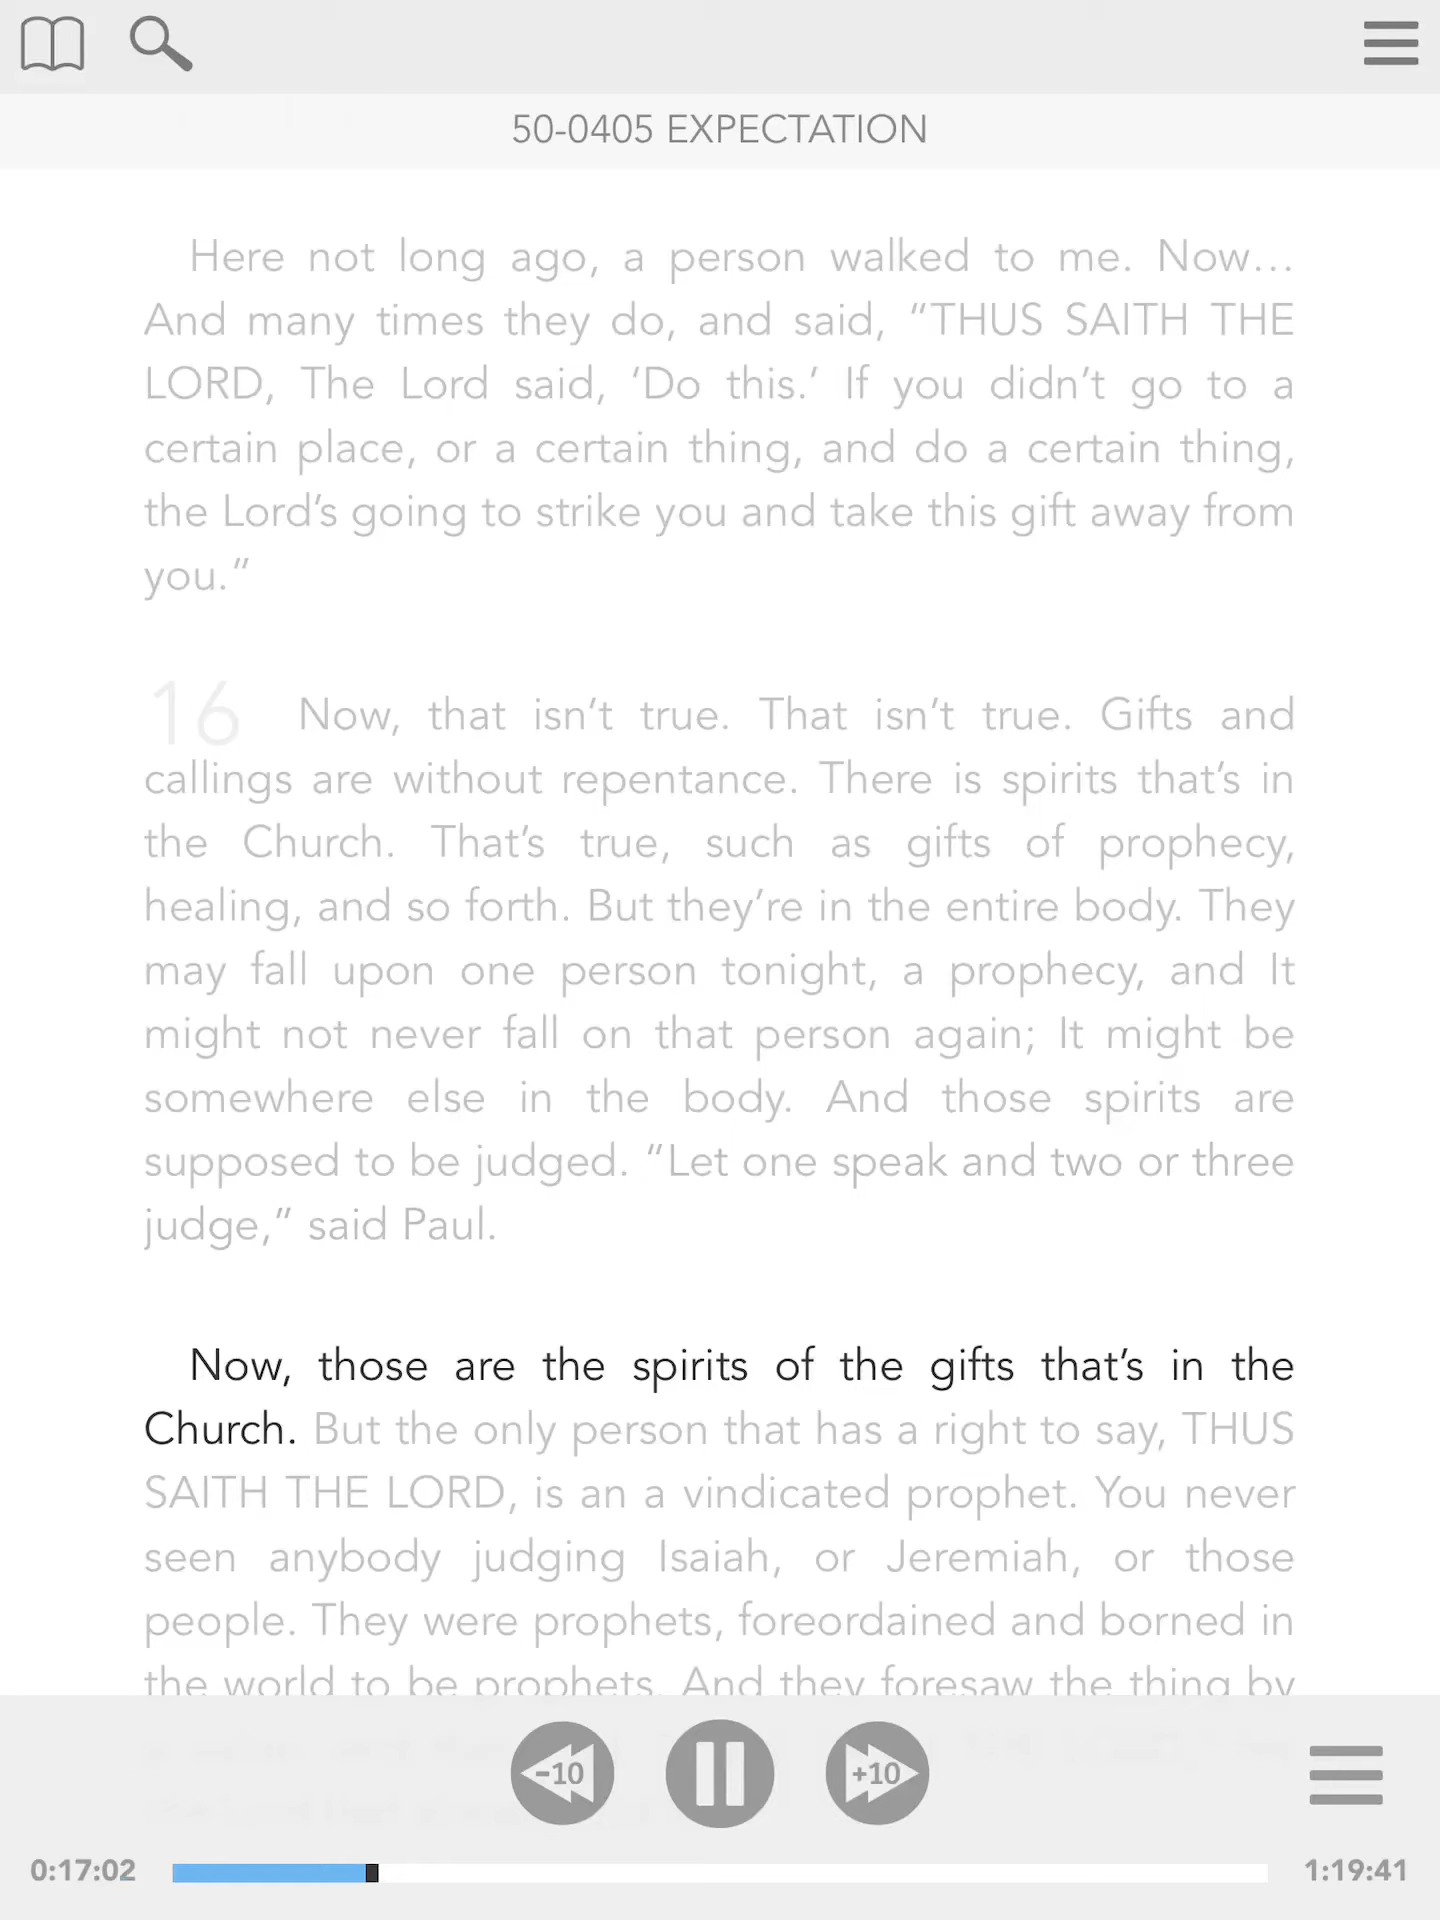 50-0405 EXPECTATION
Here not long ago, a person walked to me. Now…
And many times they do, and said, “THUS SAITH THE
LORD, The Lord said, ‘Do this.’ If you didn’t go to a
certain place, or a certain thing, and do a certain thing,
the Lord’s going to strike you and take this gift away from
you.”
16 Now, that isn’t true. That isn’t true. Gifts and
callings are without repentance. There is spirits that’s in
the Church. That’s true, such as gifts of prophecy,
healing, and so forth. But they’re in the entire body. They
may fall upon one person tonight, a prophecy, and It
might not never fall on that person again; It might be
somewhere else in the body. And those spirits are
supposed to be judged. “Let one speak and two or three
judge,” said Paul.
Now, those are the spirits of the gifts that’s in the
Church. But the only person that has a right to say, THUS
SAITH THE LORD, is an a vindicated prophet. You never
seen anybody judging Isaiah, or Jeremiah, or those
people. They were prophets, foreordained and borned in
the world to be prophets. And they foresaw the thing by
-10 +10
0:17:02 1:19:41